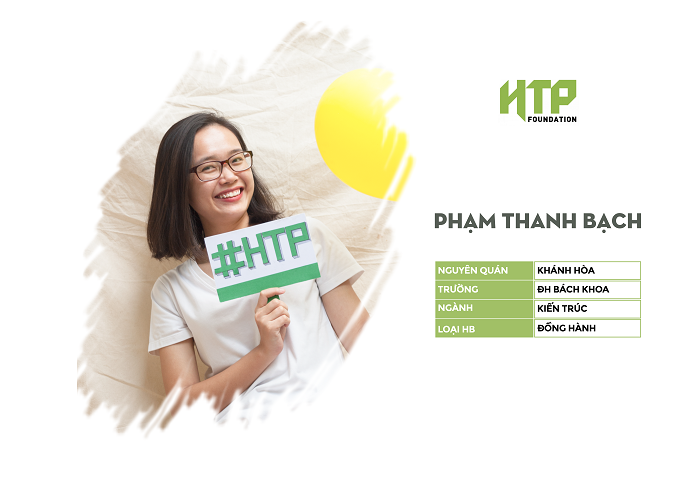 HTP
FOUNDATION
#HTP
PHẠM THANH BẠCH
NGUYÊN QUÁN KHÁNH HÒA
TRƯỜNG ĐH BÁCH KHOA
NGÀNH KIẾN TRÚC
LOẠI HB ĐỒNG HÀNH